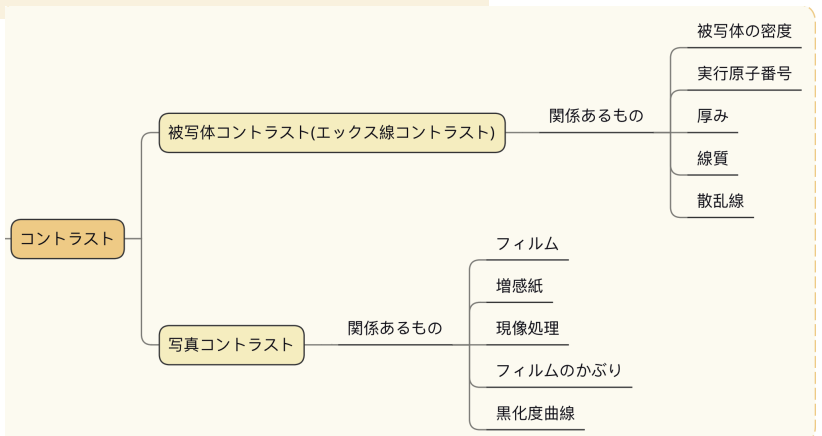 コントラスト
被写体コントラスト(エックス線コントラスト)
関係あるもの
被写体の密度
実行原子番号
厚み
線質
散乱線
写真コントラスト
関係あるもの
フィルム
増感紙
現像処理
フィルムのかぶり
黒化度曲線